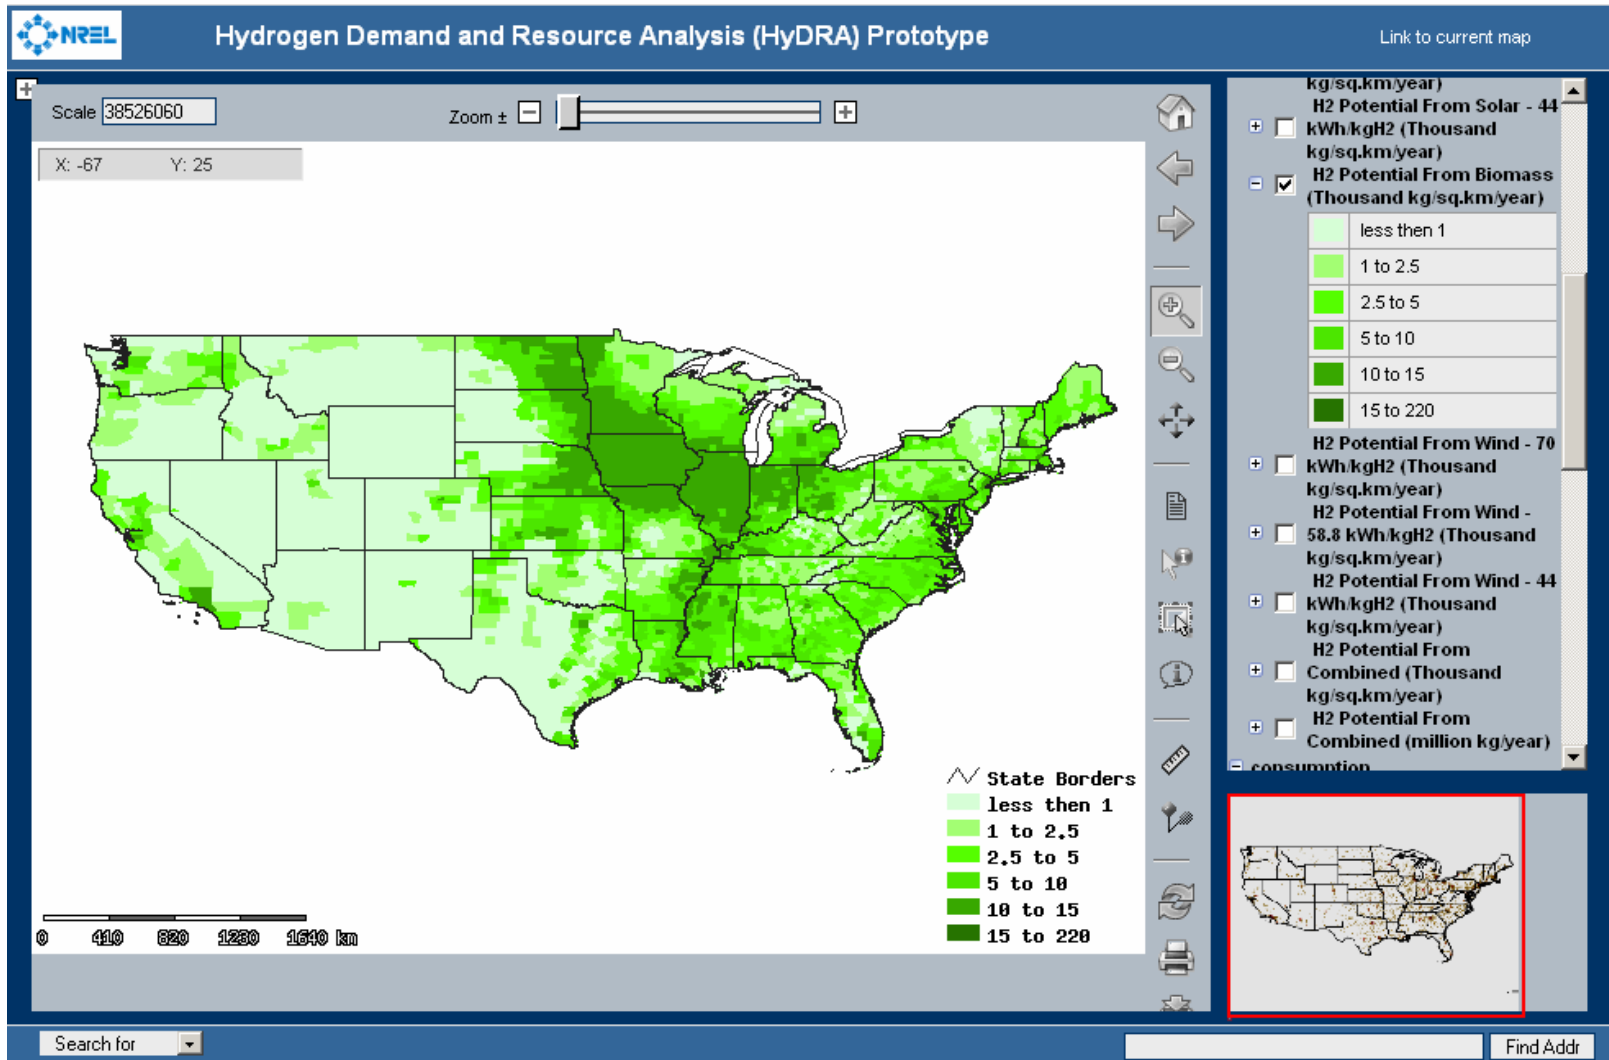 NREL
Hydrogen Demand and Resource Analysis (HyDRA) Prototype
Link to current map
Scale 38526060
Zoom ±
X: -67 Y: 25
State Borders
less then 1
1 to 2.5
2.5 to 5
5 to 10
10 to 15
15 to 220
0 410 820 1230 1640 km
kg/sq.km/year)
H2 Potential From Solar - 44
kWh/kgH2 (Thousand
kg/sq.km/year)
H2 Potential From Biomass
(Thousand kg/sq.km/year)
less then 1
1 to 2.5
2.5 to 5
5 to 10
10 to 15
15 to 220
H2 Potential From Wind - 70
kWh/kgH2 (Thousand
kg/sq.km/year)
H2 Potential From Wind -
58.8 kWh/kgH2 (Thousand
kg/sq.km/year)
H2 Potential From Wind - 44
kWh/kgH2 (Thousand
kg/sq.km/year)
H2 Potential From
Combined (Thousand
kg/sq.km/year)
H2 Potential From
Combined (million kg/year)
consumption
Search for
Find Addr